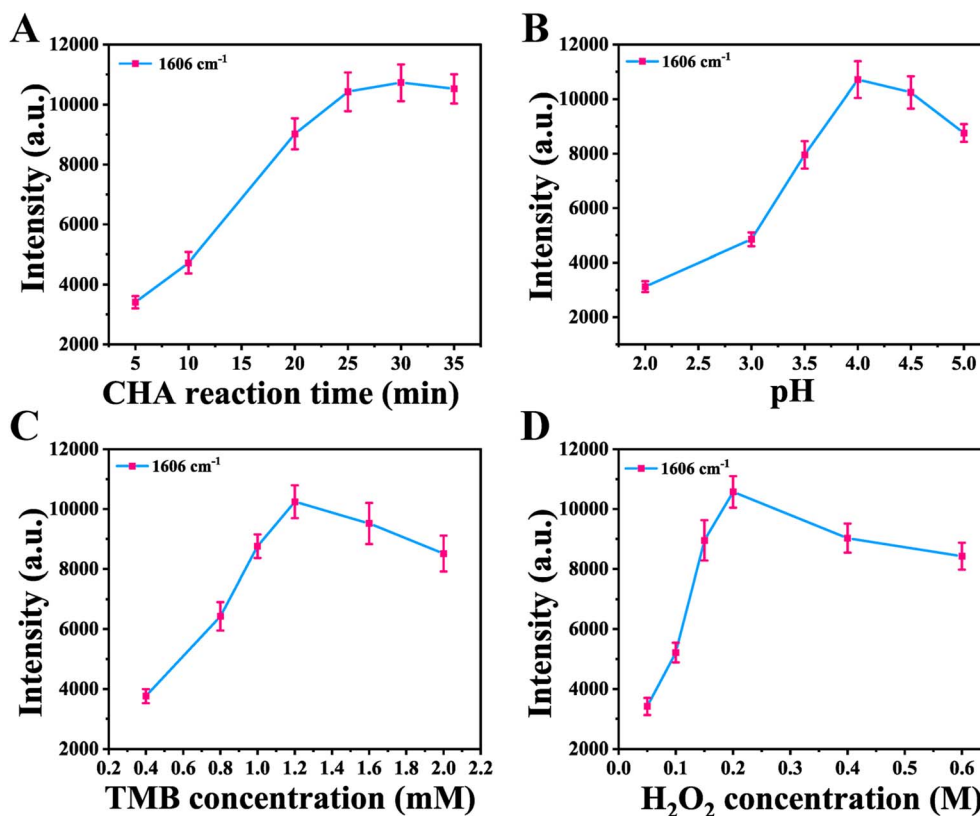 A
1606 cm⁻¹
Intensity (a.u.)
12000
10000
8000
6000
4000
2000
5 10 20 25 30 35
CHA reaction time (min)
B
1606 cm⁻¹
Intensity (a.u.)
12000
10000
8000
6000
4000
2000
2.0 2.5 3.0 3.5 4.0 4.5 5.0
pH
C
1606 cm⁻¹
Intensity (a.u.)
12000
10000
8000
6000
4000
2000
0.2 0.4 0.6 0.8 1.0 1.2 1.4 1.6 1.8 2.0 2.2
TMB concentration (mM)
D
1606 cm⁻¹
Intensity (a.u.)
12000
10000
8000
6000
4000
2000
0.0 0.1 0.2 0.3 0.4 0.5 0.6
H₂O₂ concentration (M)